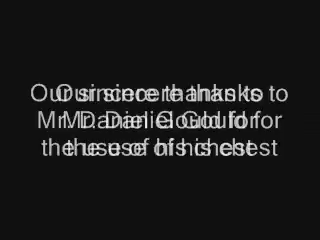 Our sincere thanks to
Mr. Daniel Gould for
the use of his chest